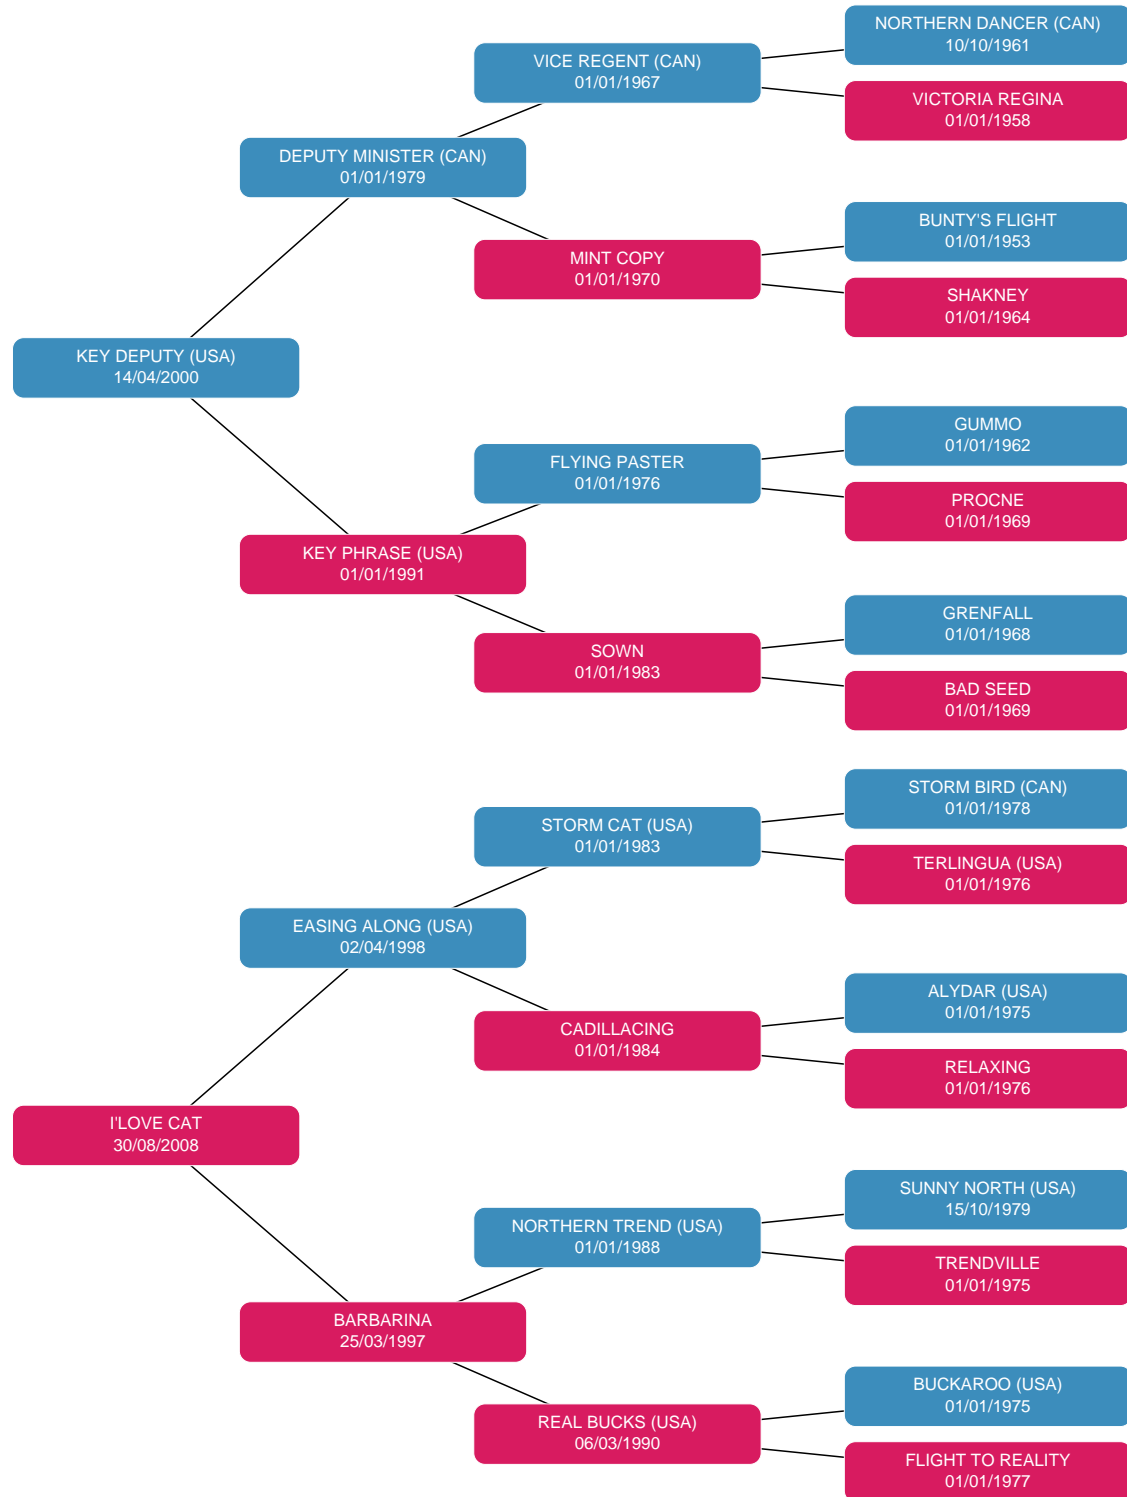 NORTHERN DANCER (CAN)
10/10/1961
VICE REGENT (CAN)
01/01/1967
VICTORIA REGINA
01/01/1958
DEPUTY MINISTER (CAN)
01/01/1979
BUNTY'S FLIGHT
01/01/1953
MINT COPY
01/01/1970
SHAKNEY
01/01/1964
KEY DEPUTY (USA)
14/04/2000
GUMMO
01/01/1962
FLYING PASTER
01/01/1976
PROCNE
01/01/1969
KEY PHRASE (USA)
01/01/1991
GRENFALL
01/01/1968
SOWN
01/01/1983
BAD SEED
01/01/1969
STORM BIRD (CAN)
01/01/1978
STORM CAT (USA)
01/01/1983
TERLINGUA (USA)
01/01/1976
EASING ALONG (USA)
02/04/1998
ALYDAR (USA)
01/01/1975
CADILLACING
01/01/1984
RELAXING
01/01/1976
I'LOVE CAT
30/08/2008
SUNNY NORTH (USA)
15/10/1979
NORTHERN TREND (USA)
01/01/1988
TRENDVILLE
01/01/1975
BARBARINA
25/03/1997
BUCKAROO (USA)
01/01/1975
REAL BUCKS (USA)
06/03/1990
FLIGHT TO REALITY
01/01/1977